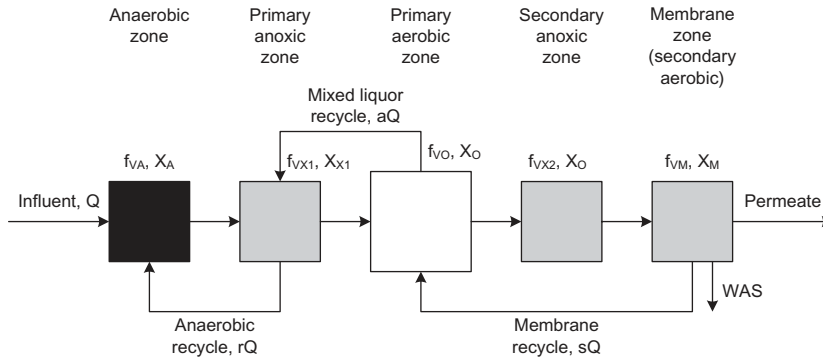 Anaerobic
zone
Primary
anoxic zone
Primary
aerobic zone
Secondary
anoxic zone
Membrane
zone
(secondary
aerobic)
Mixed liquor
recycle, aQ
f_VA, X_A
f_VX1, X_X1
f_VO, X_O
f_VX2, X_O
f_VM, X_M
Influent, Q
Permeate
WAS
Anaerobic
recycle, rQ
Membrane
recycle, sQ